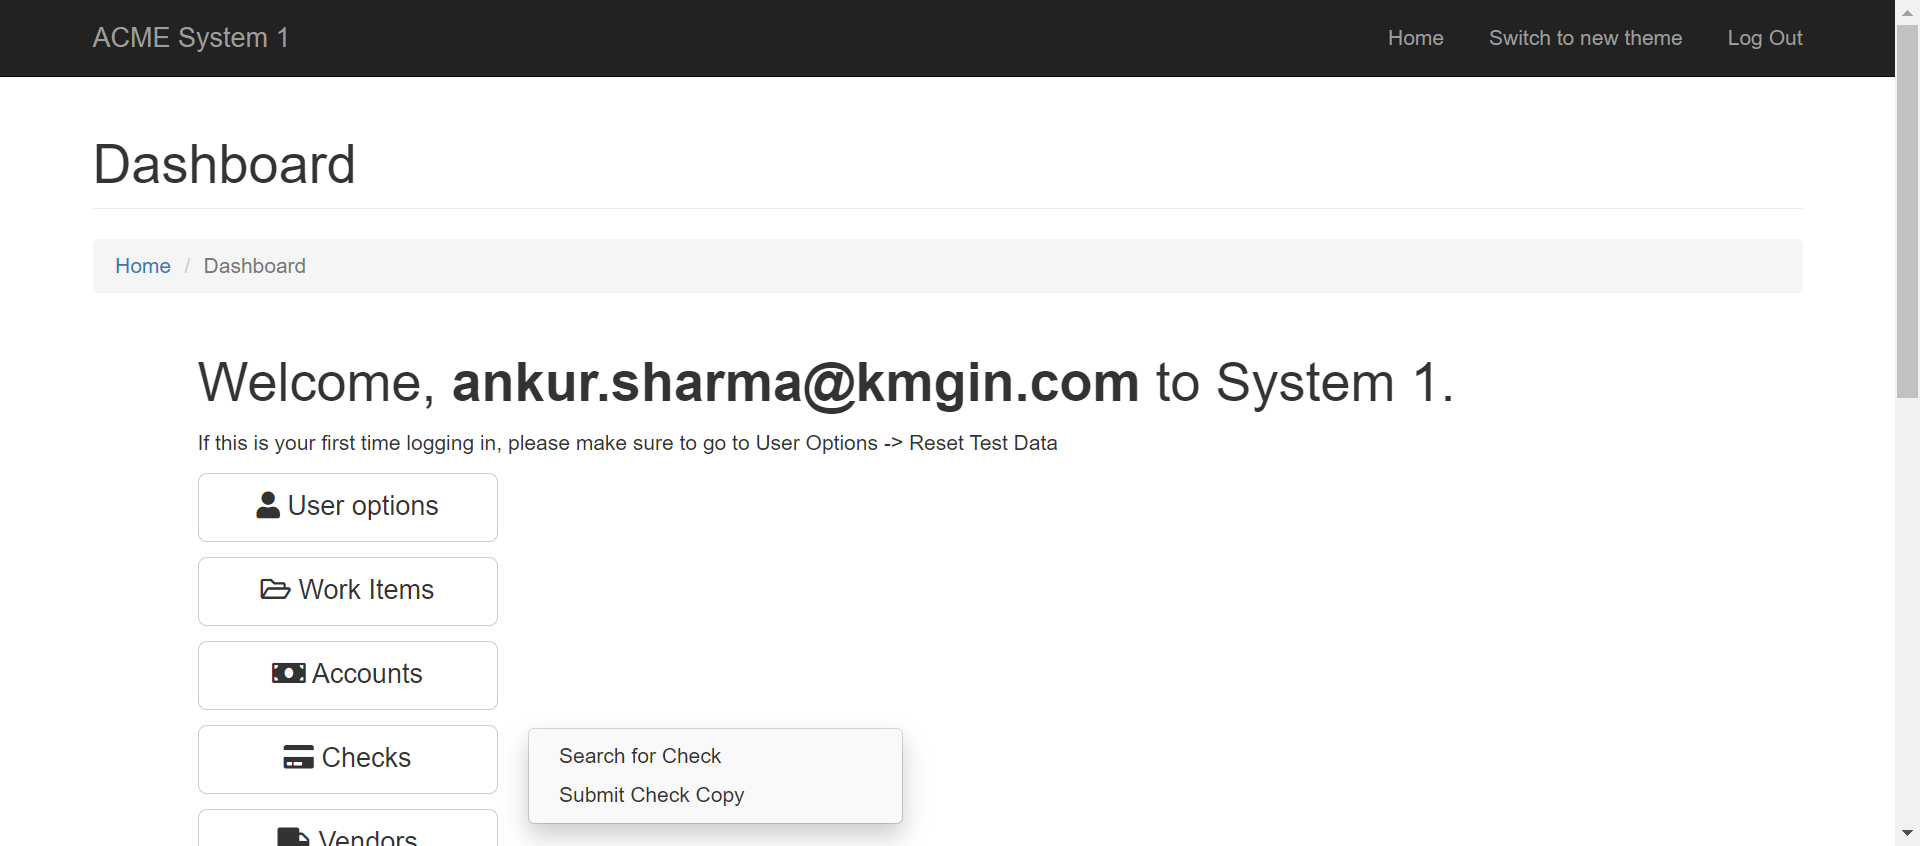 ACME System 1
Home
Switch to new theme
Log Out
Dashboard
Home / Dashboard
Welcome, ankur.sharma@kmgin.com to System 1.
If this is your first time logging in, please make sure to go to User Options -> Reset Test Data
User options
Work Items
Accounts
Checks
Search for Check
Submit Check Copy
Vendors